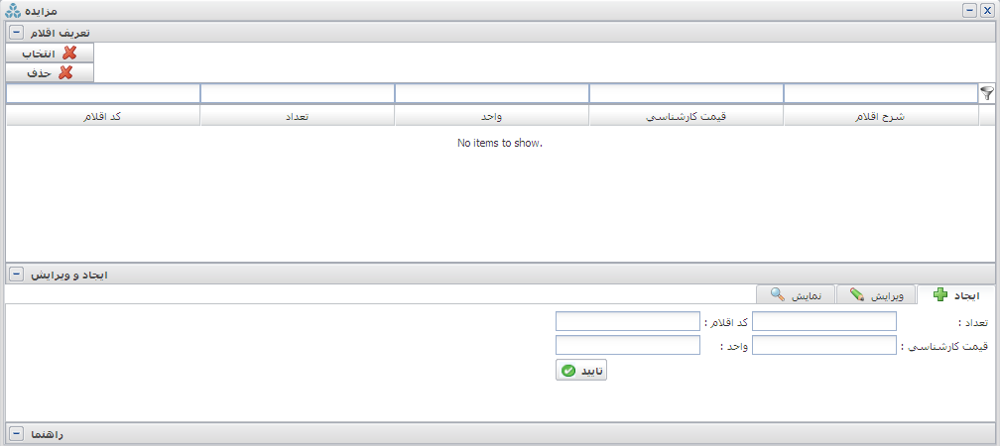 مزایده
تعریف اقلام
انتخاب
حذف
شرح اقلام
قیمت کارشناسی
واحد
تعداد
کد اقلام
No items to show.
ایجاد و ویرایش
ایجاد
ویرایش
نمایش
تعداد : کد اقلام :
قیمت کارشناسی : واحد :
تایید
راهنما